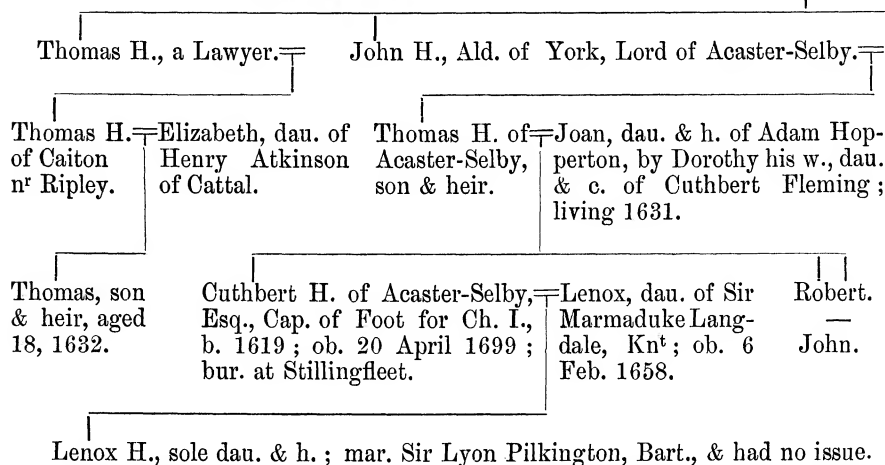 Thomas H., a Lawyer.
John H., Ald. of York, Lord of Acaster-Selby.
Thomas H.
of Caiton
nʳ Ripley.
Elizabeth, dau. of
Henry Atkinson
of Cattal.
Thomas H. of
Acaster-Selby,
son & heir.
Joan, dau. & h. of Adam Hop-
perton, by Dorothy his w., dau.
& c. of Cuthbert Fleming ;
living 1631.
Thomas, son
& heir, aged
18, 1632.
Cuthbert H. of Acaster-Selby,
Esq., Cap. of Foot for Ch. I.,
b. 1619 ; ob. 20 April 1699 ;
bur. at Stillingfleet.
Lenox, dau. of Sir
Marmaduke Lang-
dale, Knᵗ ; ob. 6
Feb. 1658.
Robert.
—
John.
Lenox H., sole dau. & h. ; mar. Sir Lyon Pilkington, Bart., & had no issue.